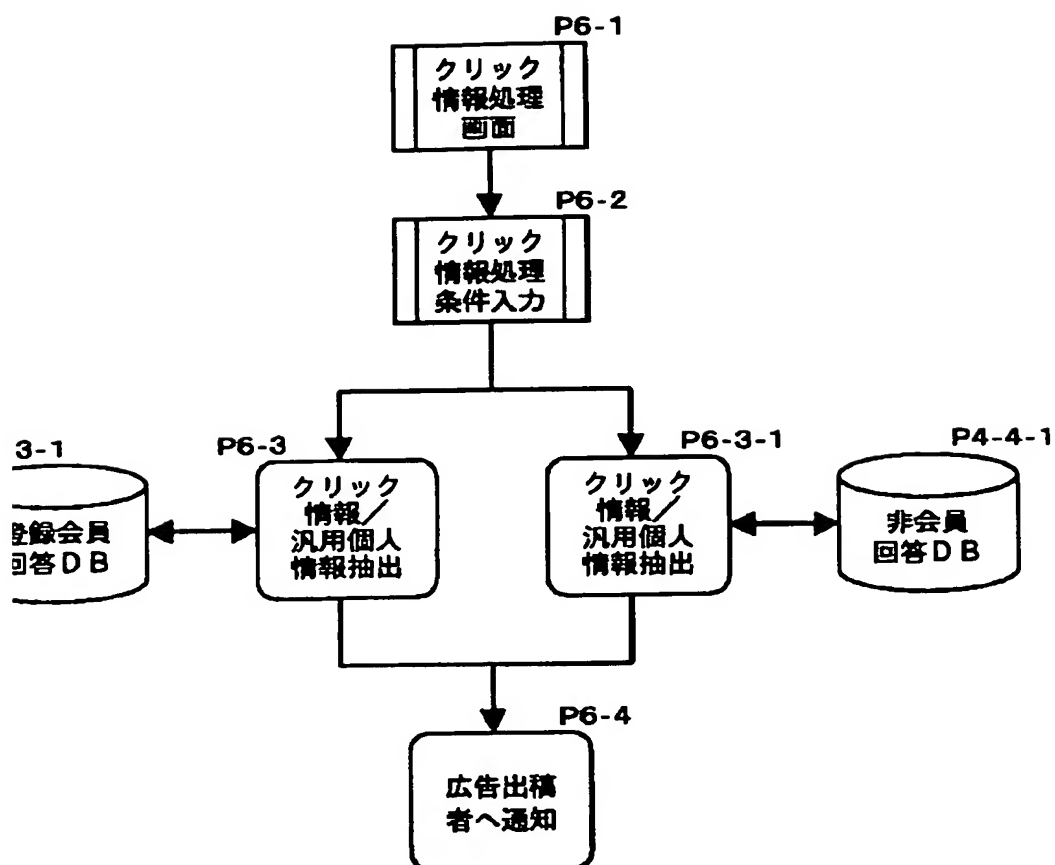 P6-1
クリック
情報処理
画面
P6-2
クリック
情報処理
条件入力
3-1
登録会員
回答DB
P6-3
クリック
情報／
汎用個人
情報抽出
P6-3-1
クリック
情報／
汎用個人
情報抽出
P4-4-1
非会員
回答DB
P6-4
広告出稿
者へ通知